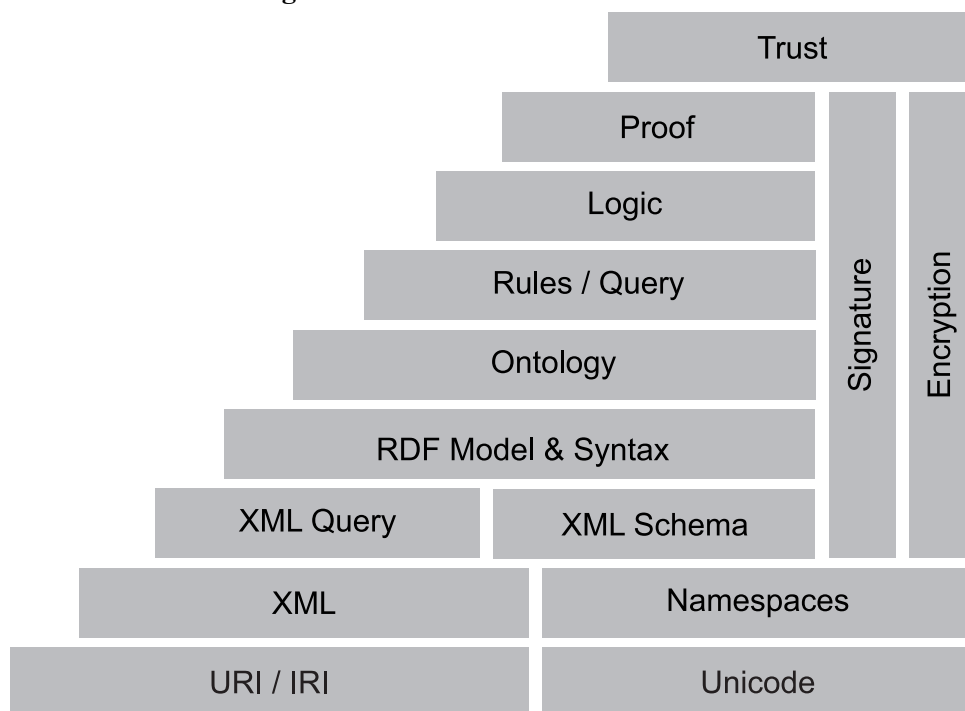 Trust
Proof
Logic
Rules / Query
Ontology
RDF Model & Syntax
XML Query
XML Schema
Signature
Encryption
XML
Namespaces
URI / IRI
Unicode